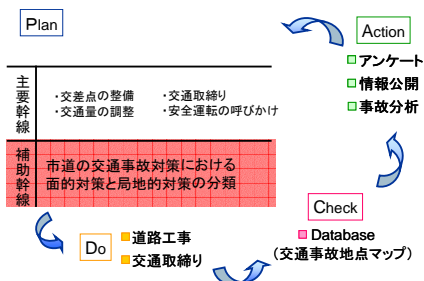 Plan
主要幹線
・交差点の整備 ・交通取締り
・交通量の調整 ・安全運転の呼びかけ
補助幹線
市道の交通事故対策における
面的対策と局地的対策の分類
Do
道路工事
交通取締り
Check
Database
(交通事故地点マップ)
Action
アンケート
情報公開
事故分析